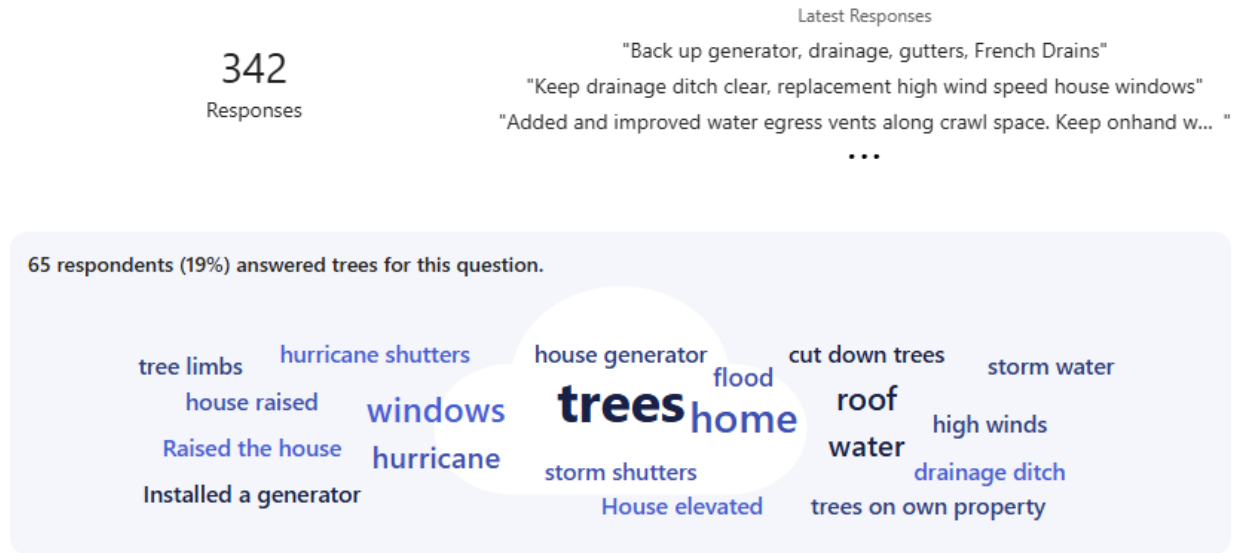 Latest Responses
342
Responses
"Back up generator, drainage, gutters, French Drains"
"Keep drainage ditch clear, replacement high wind speed house windows"
"Added and improved water egress vents along crawl space. Keep onhand w... "
...
65 respondents (19%) answered trees for this question.
tree limbs
hurricane shutters
house generator
cut down trees
storm water
flood
house raised
windows
trees
home
roof
high winds
Raised the house
hurricane
water
storm shutters
drainage ditch
Installed a generator
House elevated
trees on own property